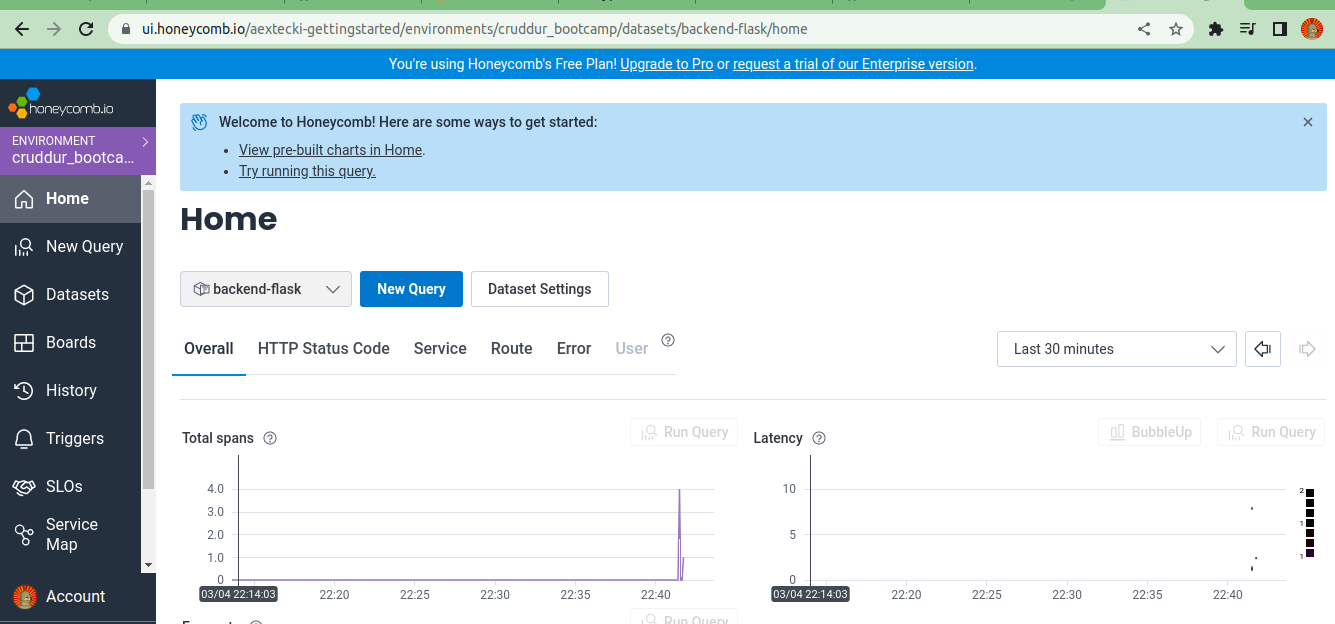 ui.honeycomb.io/aextecki-gettingstarted/environments/cruddur_bootcamp/datasets/backend-flask/home
You're using Honeycomb's Free Plan! Upgrade to Pro or request a trial of our Enterprise version.
honeycomb.io
ENVIRONMENT
cruddur_bootca...
Home
New Query
Datasets
Boards
History
Triggers
SLOs
Service
Map
Account
Welcome to Honeycomb! Here are some ways to get started:
• View pre-built charts in Home.
• Try running this query.
Home
backend-flask New Query Dataset Settings
Overall HTTP Status Code Service Route Error User ?
Last 30 minutes
Total spans ? Run Query
4.0
3.0
2.0
1.0
0
03/04 22:14:03 22:20 22:25 22:30 22:35 22:40
Latency ? BubbleUp Run Query
10
5
0
2
1
1
03/04 22:14:03 22:20 22:25 22:30 22:35 22:40
Run Query